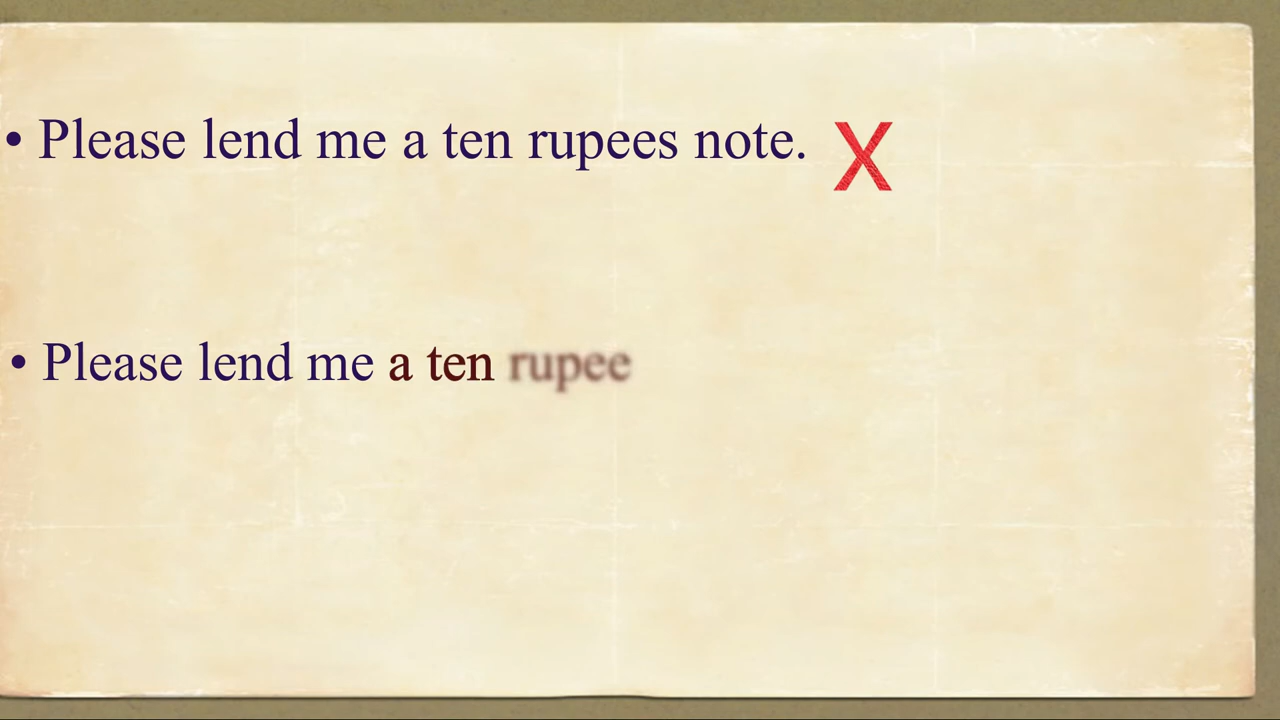 • Please lend me a ten rupees note. X
• Please lend me a ten rupee